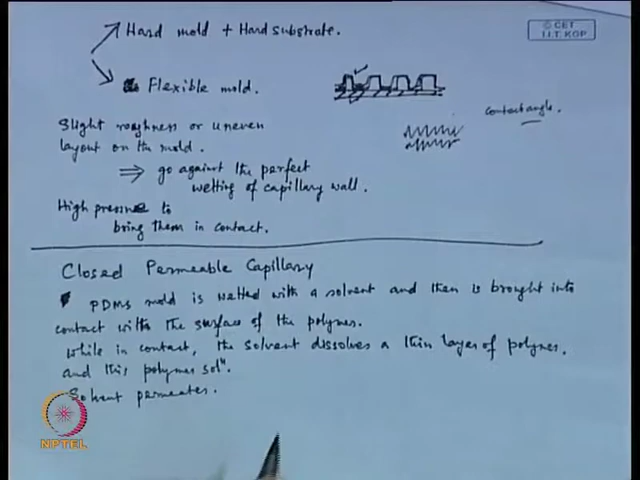 © CET
I.I.T. KGP
Hard mold + Hard substrate.
Flexible mold.
Contact angle.
Slight roughness or uneven
layout on the mold.
⇒ go against the perfect
wetting of capillary wall.
High pressure to
bring them in contact.
Closed Permeable Capillary
PDMS mold is wetted with a solvent and then is brought into
contact with the surface of the polymer.
While in contact, the solvent dissolves a thin layer of polymer.
and this polymer solⁿ.
Solvent permeates.
NPTEL